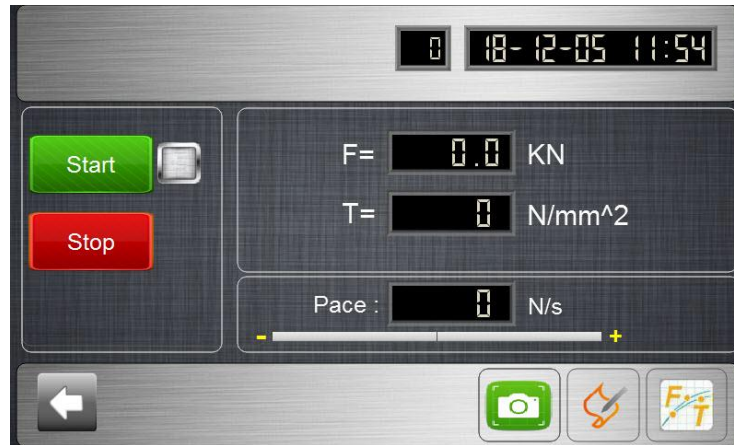 0 18-12-05 11:54
Start
F= 0.0 KN
T= 0 N/mm^2
Stop
Pace : 0 N/s
- +
F T